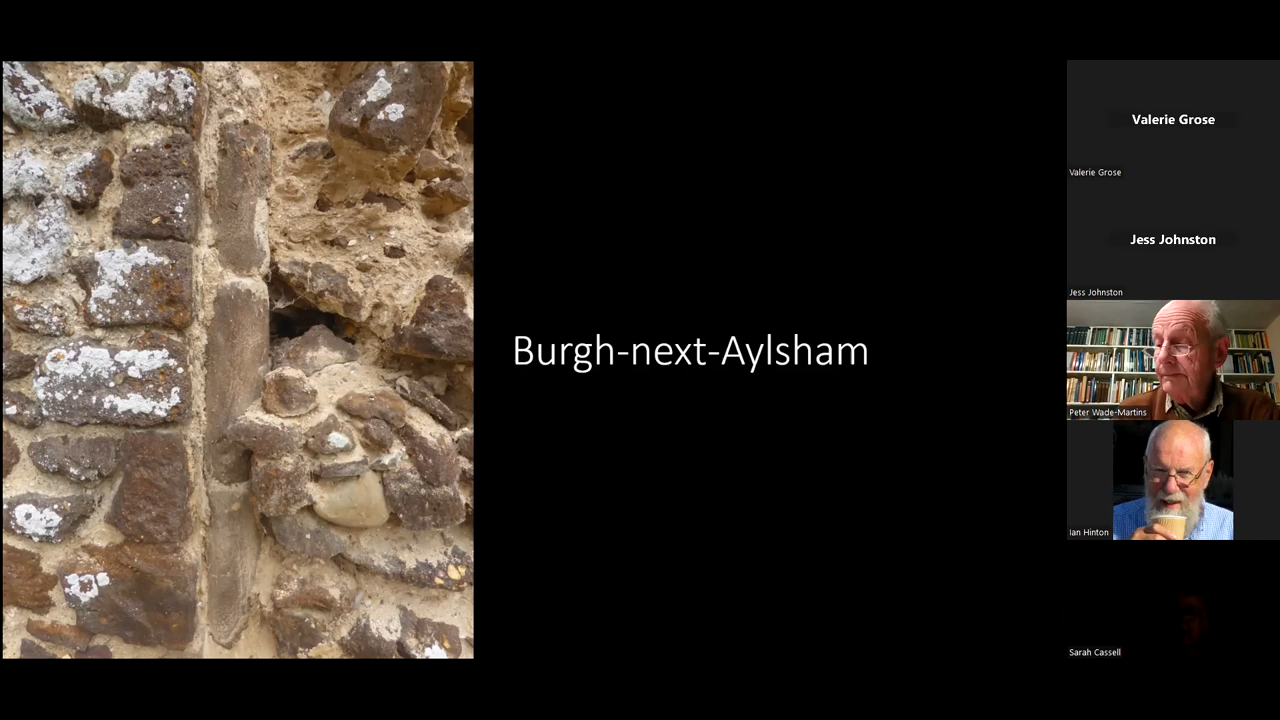 Burgh-next-Aylsham
Valerie Grose
Valerie Grose
Jess Johnston
Jess Johnston
Peter Wade-Martins
Ian Hinton
Sarah Cassell